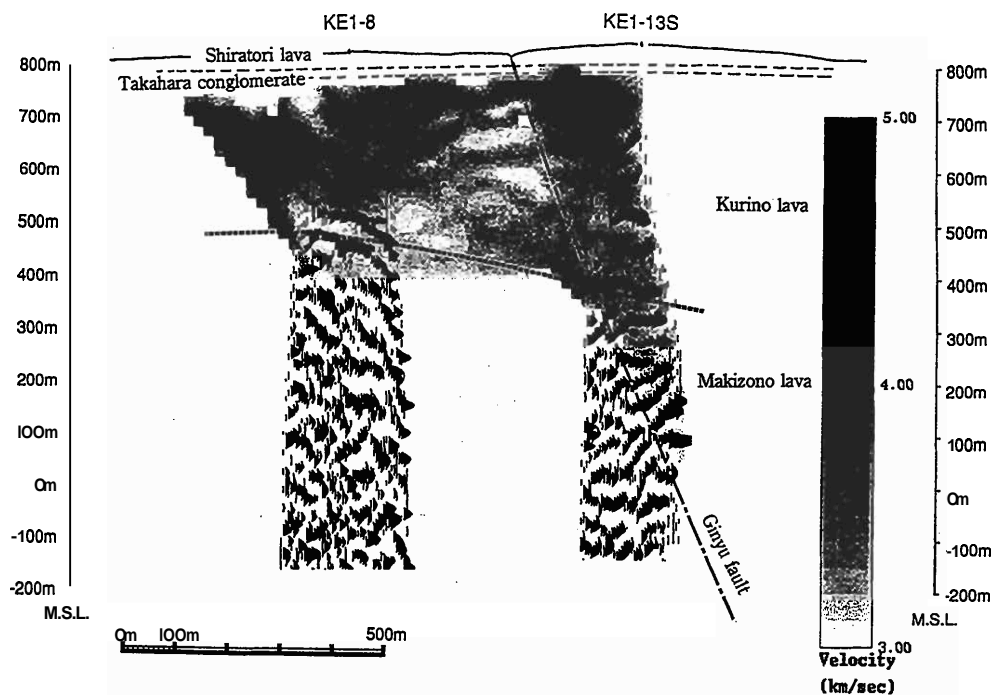 KE1-8 KE1-13S
Shiratori lava
Takahara conglomerate
800m
700m
600m
500m
400m
300m
200m
100m
0m
-100m
-200m
M.S.L.
800m
700m
600m
500m
400m
300m
200m
100m
0m
-100m
-200m
M.S.L.
Kurino lava
Makizono lava
Ginyu fault
5.00
4.00
3.00
Velocity
(km/sec)
0m 100m 500m